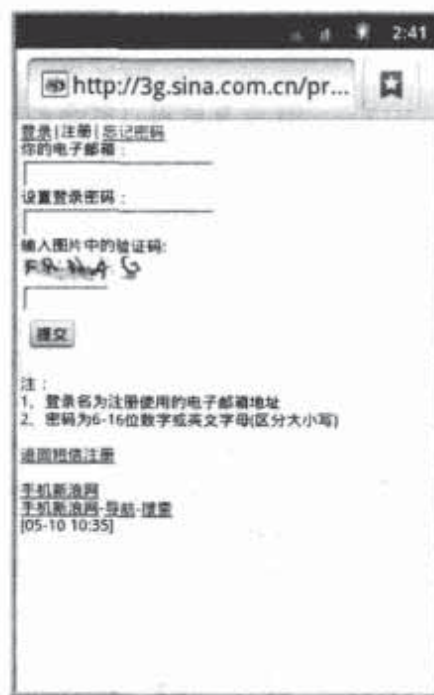 2:41
http://3g.sina.com.cn/pr...
登录|注册|忘记密码
你的电子邮箱：
设置登录密码：
输入图片中的验证码:
提交
注：
1、登录名为注册使用的电子邮箱地址
2、密码为6-16位数字或英文字母(区分大小写)
返回短信注册
手机新浪网
手机新浪网-导航-搜索
[05-10 10:35]